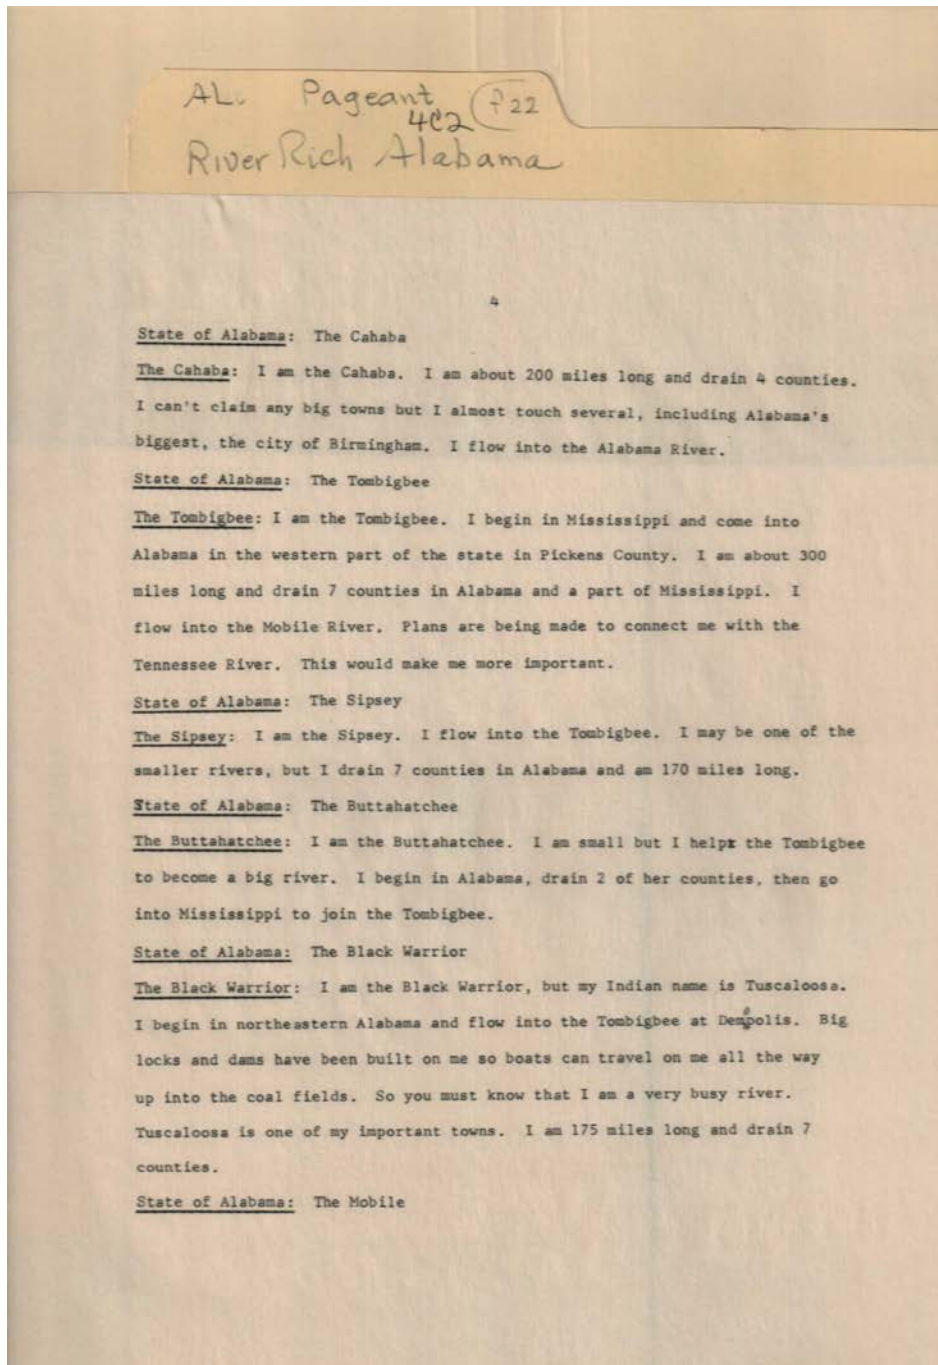 AL. Pageant F22
4C2
River Rich Alabama
4
State of Alabama: The Cahaba
The Cahaba: I am the Cahaba. I am about 200 miles long and drain 4 counties.
I can't claim any big towns but I almost touch several, including Alabama's
biggest, the city of Birmingham. I flow into the Alabama River.
State of Alabama: The Tombigbee
The Tombigbee: I am the Tombigbee. I begin in Mississippi and come into
Alabama in the western part of the state in Pickens County. I am about 300
miles long and drain 7 counties in Alabama and a part of Mississippi. I
flow into the Mobile River. Plans are being made to connect me with the
Tennessee River. This would make me more important.
State of Alabama: The Sipsey
The Sipsey: I am the Sipsey. I flow into the Tombigbee. I may be one of the
smaller rivers, but I drain 7 counties in Alabama and am 170 miles long.
State of Alabama: The Buttahatchee
The Buttahatchee: I am the Buttahatchee. I am small but I help the Tombigbee
to become a big river. I begin in Alabama, drain 2 of her counties, then go
into Mississippi to join the Tombigbee.
State of Alabama: The Black Warrior
The Black Warrior: I am the Black Warrior, but my Indian name is Tuscaloosa.
I begin in northeastern Alabama and flow into the Tombigbee at Demopolis. Big
locks and dams have been built on me so boats can travel on me all the way
up into the coal fields. So you must know that I am a very busy river.
Tuscaloosa is one of my important towns. I am 175 miles long and drain 7
counties.
State of Alabama: The Mobile